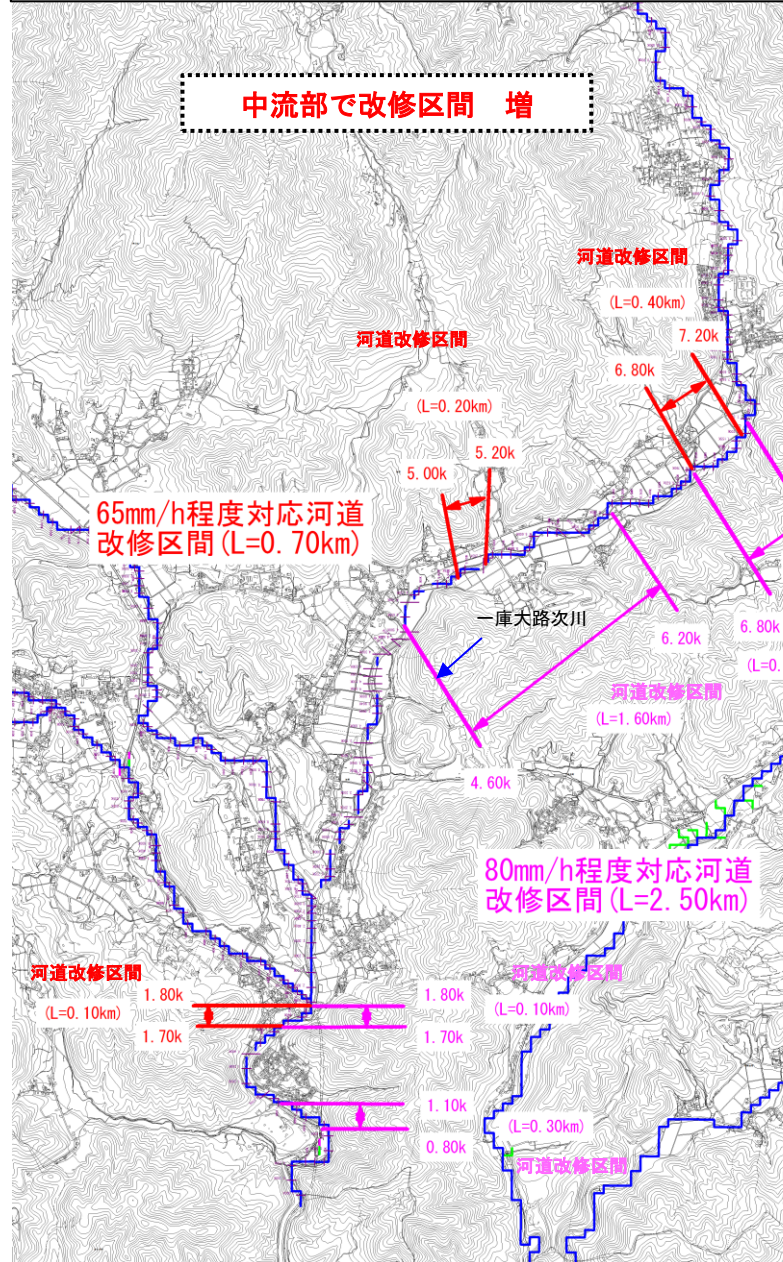 中流部で改修区間　増
河道改修区間
(L=0.40km)
7.20k
6.80k
河道改修区間
(L=0.20km)
5.20k
5.00k
65mm/h程度対応河道
改修区間(L=0.70km)
一庫大路次川
6.20k
6.80k
(L=0.
河道改修区間
(L=1.60km)
4.60k
80mm/h程度対応河道
改修区間(L=2.50km)
河道改修区間
1.80k
(L=0.10km)
1.70k
1.80k
河道改修区間
(L=0.10km)
1.70k
1.10k
(L=0.30km)
0.80k
河道改修区間